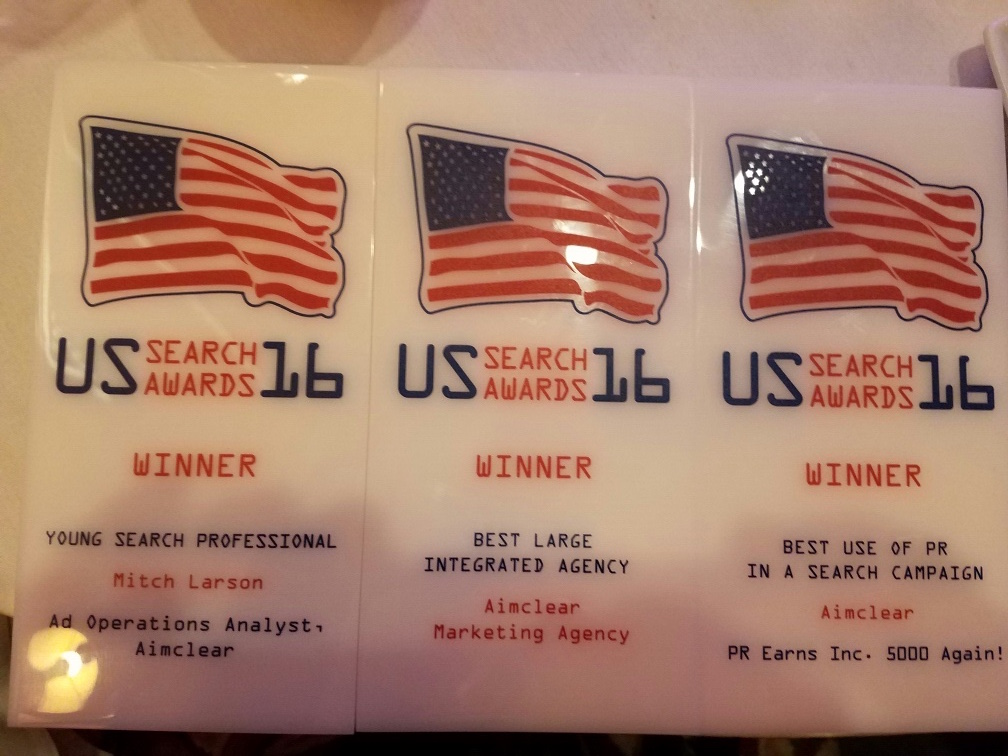 US SEARCH AWARDS 16
WINNER
YOUNG SEARCH PROFESSIONAL
Mitch Larson
Ad Operations Analyst,
Aimclear
US SEARCH AWARDS 16
WINNER
BEST LARGE
INTEGRATED AGENCY
Aimclear
Marketing Agency
US SEARCH AWARDS 16
WINNER
BEST USE OF PR
IN A SEARCH CAMPAIGN
Aimclear
PR Earns Inc. 5000 Again!